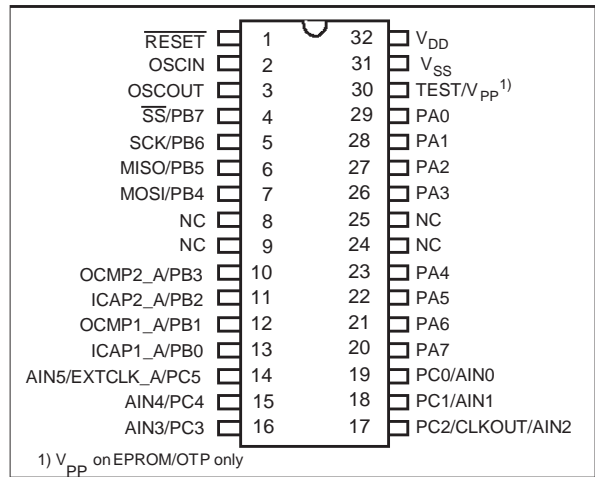 RESET 1 32 VDD
OSCIN 2 31 VSS
OSCOUT 3 30 TEST/VPP1)
SS/PB7 4 29 PA0
SCK/PB6 5 28 PA1
MISO/PB5 6 27 PA2
MOSI/PB4 7 26 PA3
NC 8 25 NC
NC 9 24 NC
OCMP2_A/PB3 10 23 PA4
ICAP2_A/PB2 11 22 PA5
OCMP1_A/PB1 12 21 PA6
ICAP1_A/PB0 13 20 PA7
AIN5/EXTCLK_A/PC5 14 19 PC0/AIN0
AIN4/PC4 15 18 PC1/AIN1
AIN3/PC3 16 17 PC2/CLKOUT/AIN2
1) VPP on EPROM/OTP only